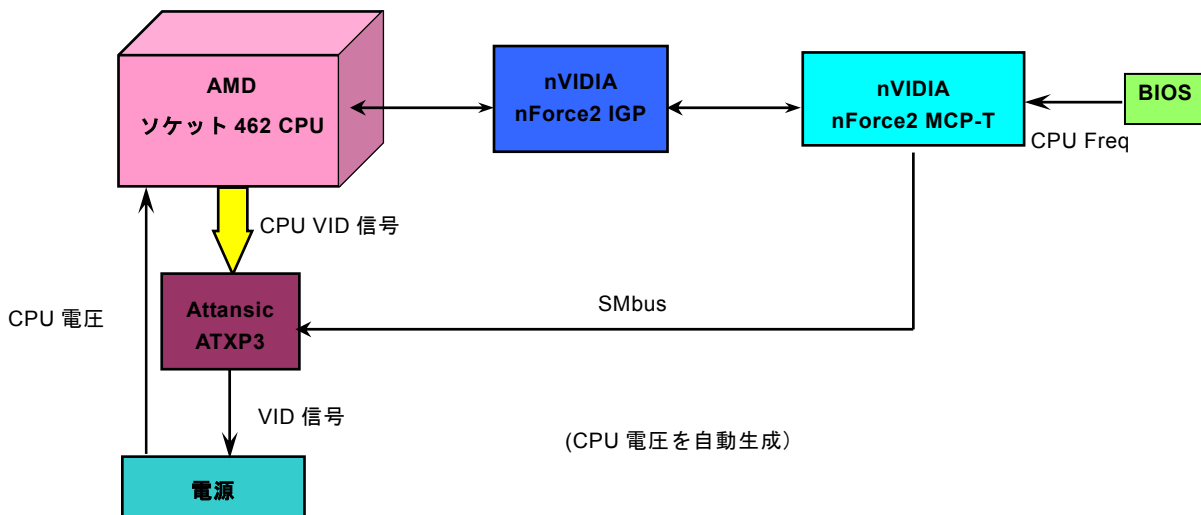 AMD
ソケット 462 CPU
nVIDIA
nForce2 IGP
nVIDIA
nForce2 MCP-T
BIOS
CPU Freq
CPU VID 信号
CPU 電圧
Attansic
ATXP3
SMbus
VID 信号
(CPU 電圧を自動生成）
電源